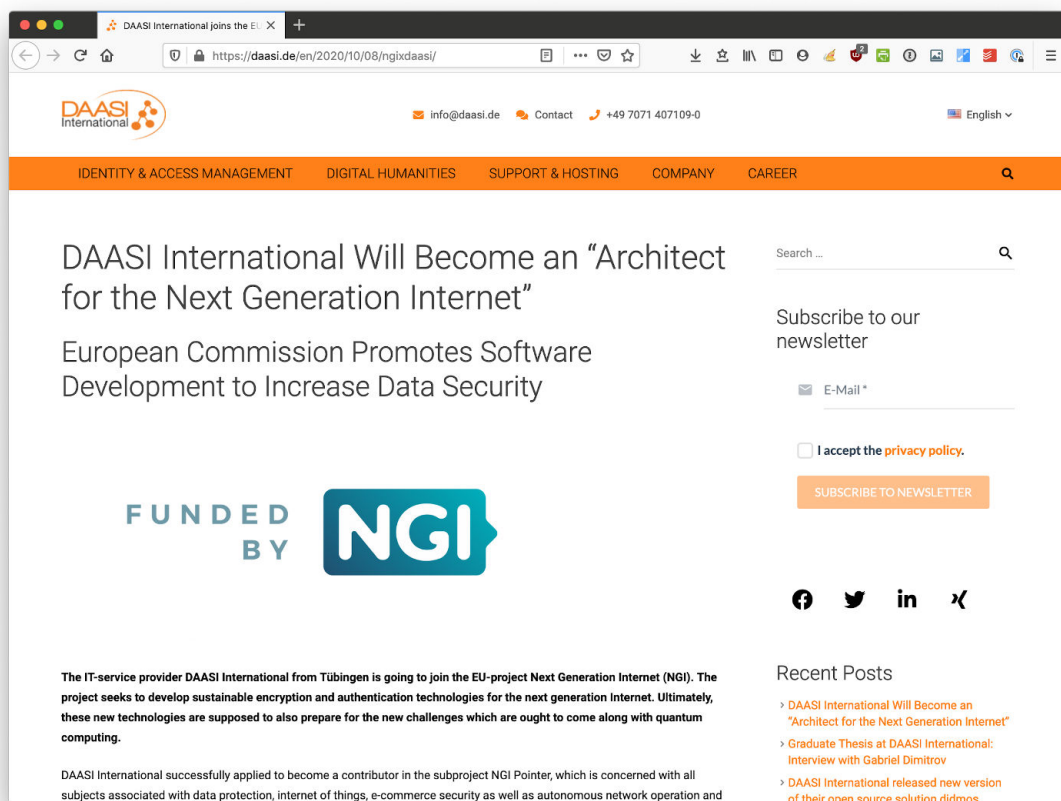 DAASI International joins the EU
https://daasi.de/en/2020/10/08/ngixdaasi/
2
DAASI
International
info@daasi.de
Contact
+49 7071 407109-0
English
IDENTITY & ACCESS MANAGEMENT
DIGITAL HUMANITIES
SUPPORT & HOSTING
COMPANY
CAREER
DAASI International Will Become an “Architect
for the Next Generation Internet”
European Commission Promotes Software
Development to Increase Data Security
FUNDED
BY
NGI
The IT-service provider DAASI International from Tübingen is going to join the EU-project Next Generation Internet (NGI). The
project seeks to develop sustainable encryption and authentication technologies for the next generation Internet. Ultimately,
these new technologies are supposed to also prepare for the new challenges which are ought to come along with quantum
computing.
DAASI International successfully applied to become a contributor in the subproject NGI Pointer, which is concerned with all
subjects associated with data protection, internet of things, e-commerce security as well as autonomous network operation and
Search ...
Subscribe to our
newsletter
E-Mail *
I accept the privacy policy.
SUBSCRIBE TO NEWSLETTER
Recent Posts
DAASI International Will Become an
“Architect for the Next Generation Internet”
Graduate Thesis at DAASI International:
Interview with Gabriel Dimitrov
DAASI International released new version
of their open source solution didmos